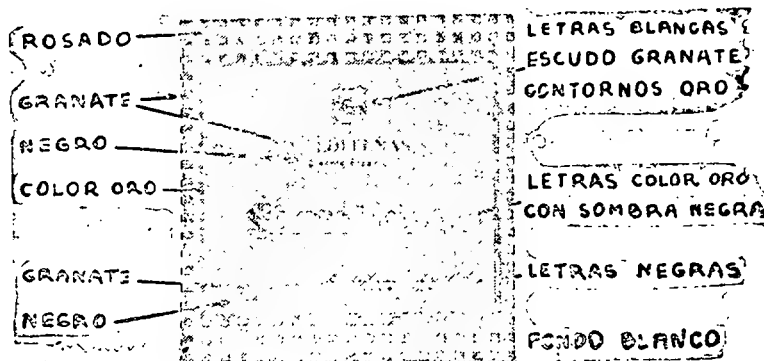 ROSADO
GRANATE
NEGRO
COLOR ORO
GRANATE
NEGRO
LETRAS BLANCAS
ESCUDO GRANATE
CONTORNOS ORO
LETRAS COLOR ORO
CON SOMBRA NEGRA
LETRAS NEGRAS
FONDO BLANCO